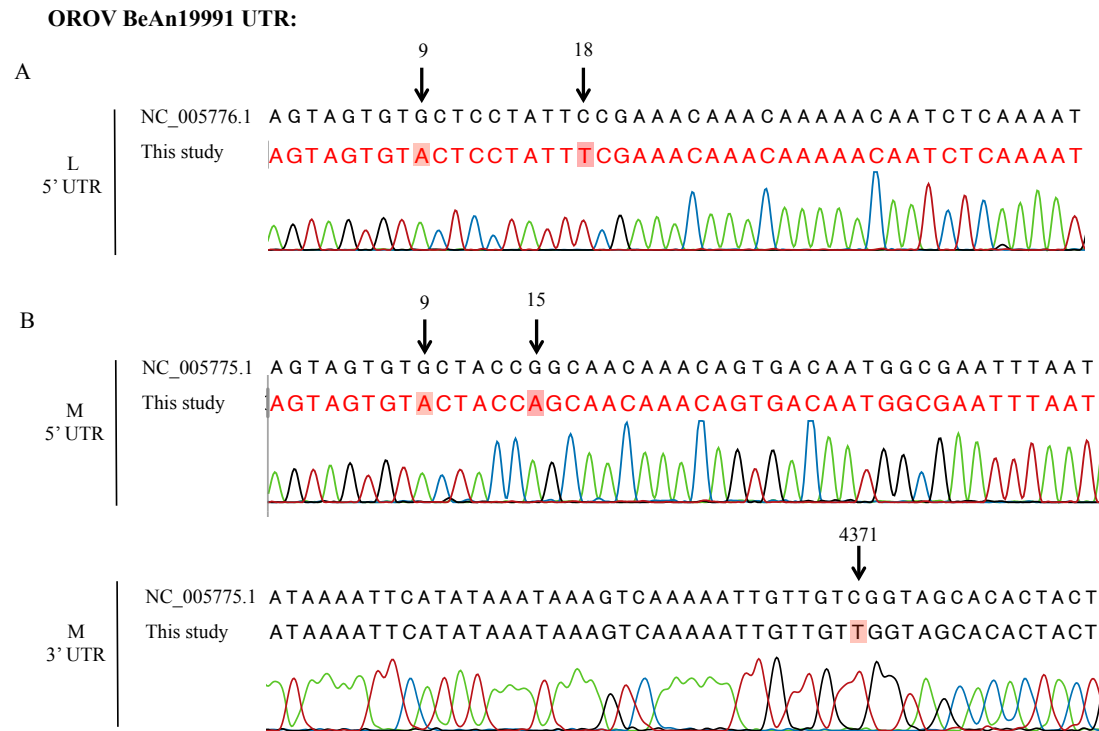 OROV BeAn19991 UTR:
9 18
A
NC_005776.1 AGTAGTGTGCTCCTATTCCGAAACAAACAAAAACAATCTCAAAAT
L
5’ UTR
This study AGTAGTGTACTCCTATTTCGAAACAAACAAAAACAATCTCAAAAT
9 15
B
NC_005775.1 AGTAGTGTGCTACCGGCAACAAACAGTGACAATGGCGAATTTAAT
M
5’ UTR
This study AGTAGTGTACTACCAGCAACAAACAGTGACAATGGCGAATTTAAT
4371
NC_005775.1 ATAAAATTCATATAAATAAAGTCAAAAATTGTTGTCGGTAGCACACTACT
M
3’ UTR
This study ATAAAATTCATATAAATAAAGTCAAAAATTGTTGTTGGTAGCACACTACT